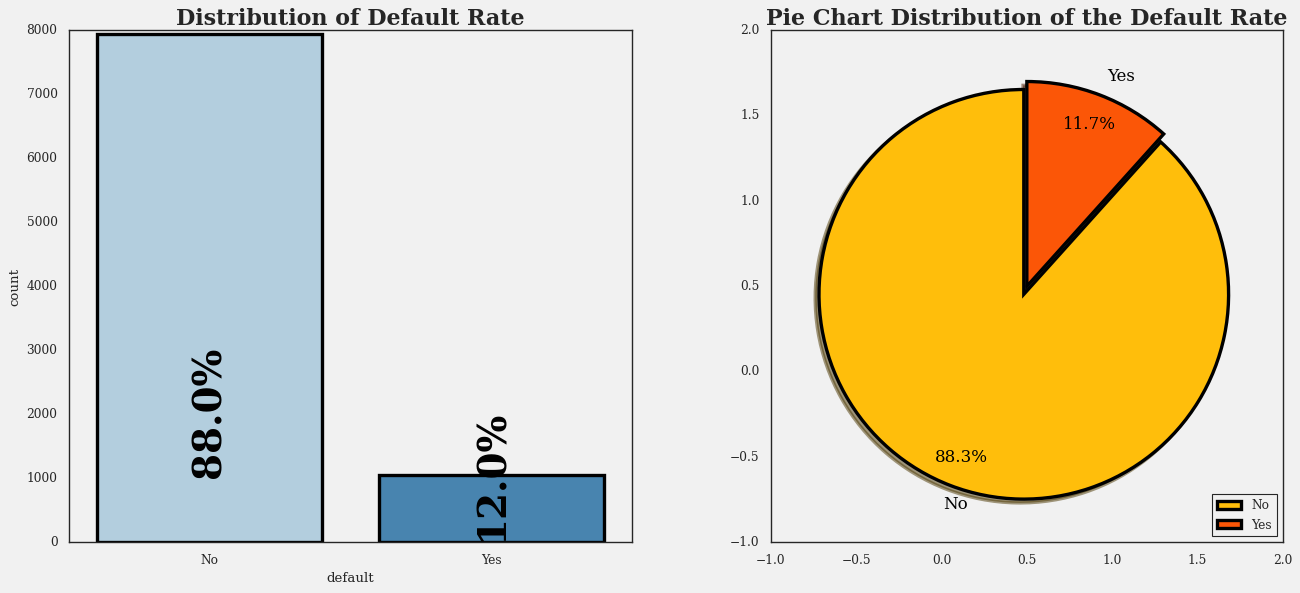 Distribution of Default Rate
8000
7000
6000
5000
4000
3000
2000
1000
0
count
88.0%
12.0%
No
Yes
default
Pie Chart Distribution of the Default Rate
2.0
1.5
1.0
0.5
0.0
−0.5
−1.0
Yes
11.7%
88.3%
No
No
Yes
−1.0 −0.5 0.0 0.5 1.0 1.5 2.0